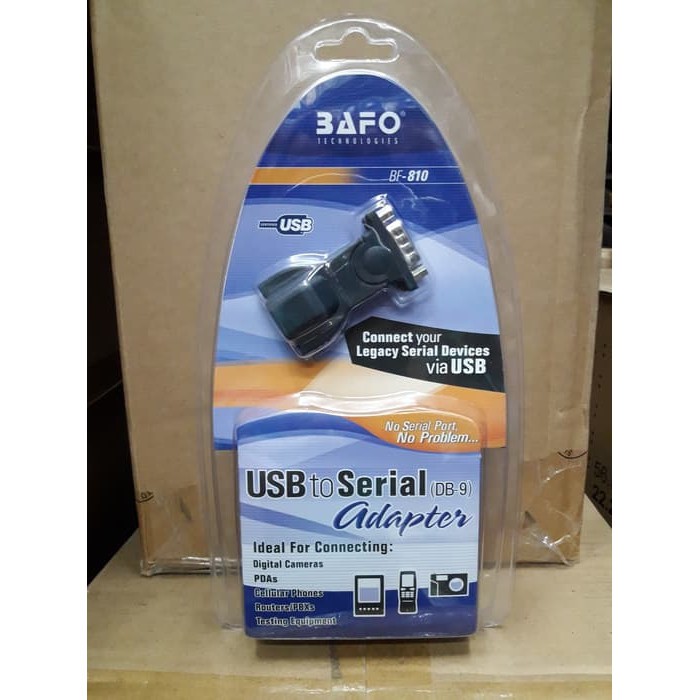 BAFO
TECHNOLOGIES
BF-810
USB
Connect your
Legacy Serial Devices
via USB
No Serial Port,
No Problem...
USB to Serial (DB-9)
Adapter
Ideal For Connecting:
Digital Cameras
PDAs
Cellular Phones
Routers/PBXs
Testing Equipment